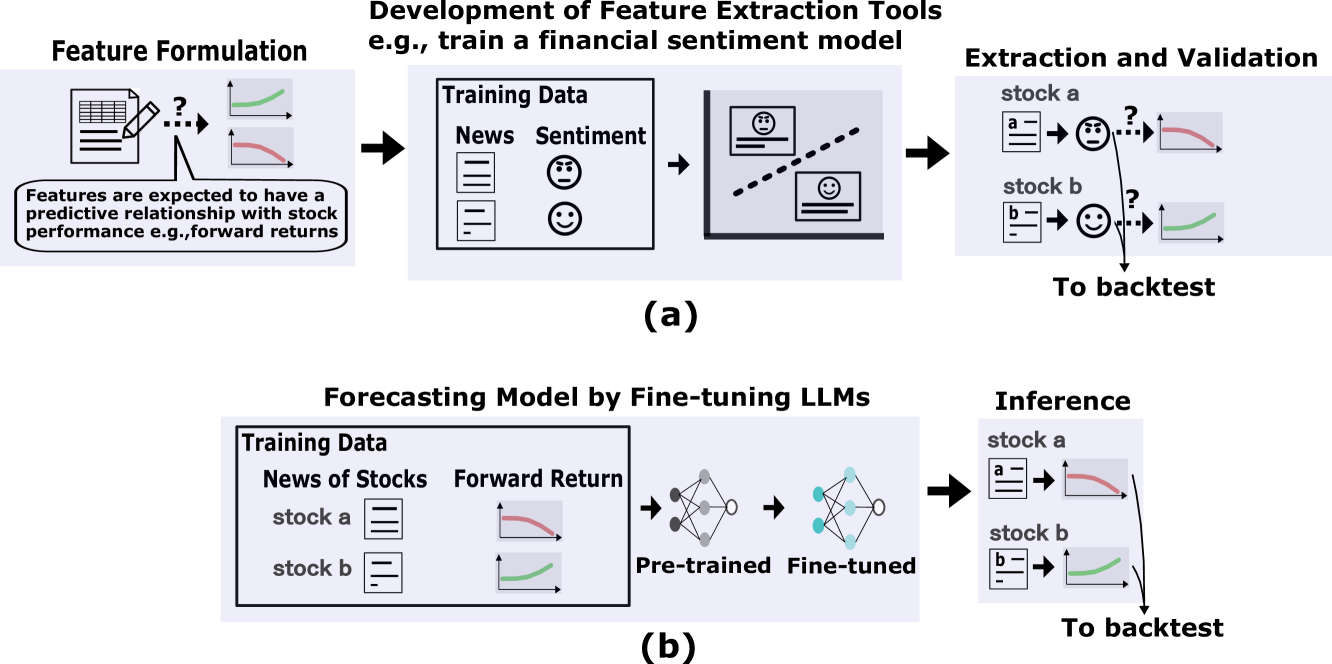 Development of Feature Extraction Tools
e.g., train a financial sentiment model
Feature Formulation
Extraction and Validation
?
Features are expected to have a
predictive relationship with stock
performance e.g.,forward returns
Training Data
News Sentiment
stock a
a
?
stock b
b
?
To backtest
(a)
Forecasting Model by Fine-tuning LLMs
Training Data
News of Stocks Forward Return
stock a
stock b
Pre-trained
Fine-tuned
Inference
stock a
a
stock b
b
To backtest
(b)